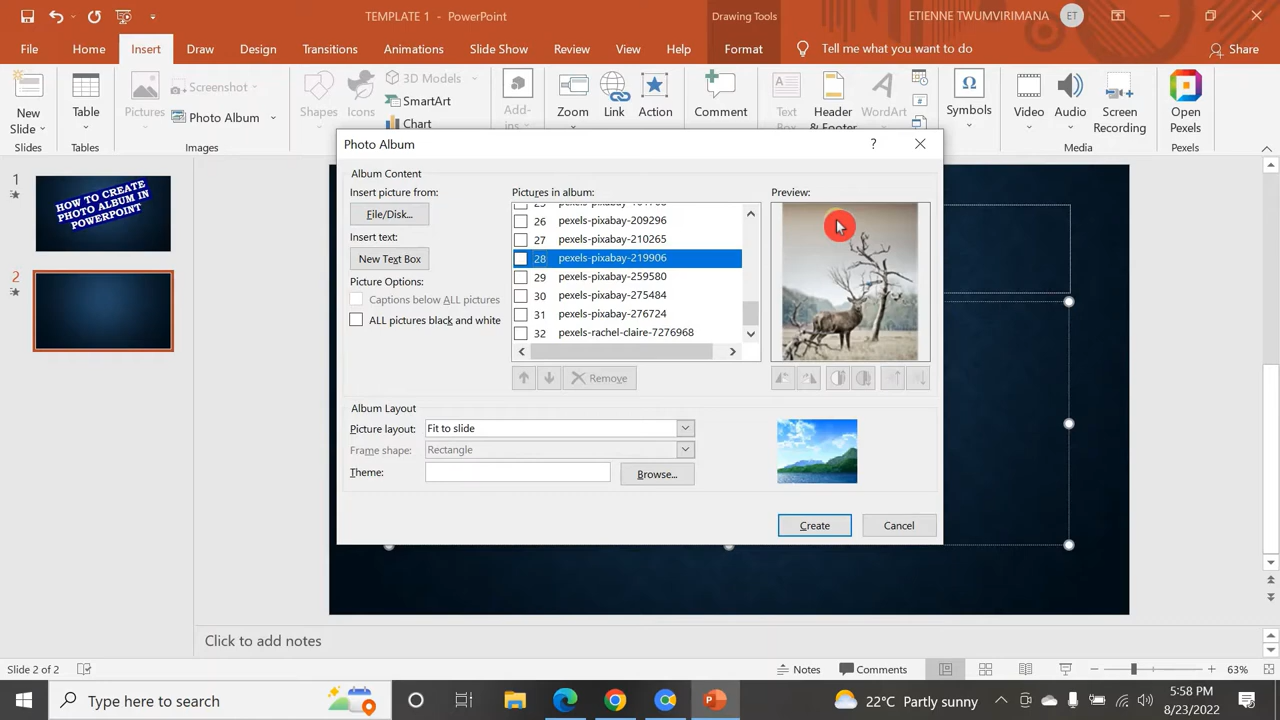 TEMPLATE 1 - PowerPoint
Drawing Tools
ETIENNE TWUMVIRIMANA
ET
File
Home
Insert
Draw
Design
Transitions
Animations
Slide Show
Review
View
Help
Format
Tell me what you want to do
Share
New
Slide
Table
Pictures
Screenshot
Photo Album
Shapes
Icons
3D Models
SmartArt
Chart
Add-
ins
Zoom
Link
Action
Comment
Text
Box
Header
& Footer
WordArt
Symbols
Video
Audio
Screen
Recording
Open
Pexels
Slides
Tables
Images
Media
Pexels
1
HOW TO CREATE
PHOTO ALBUM IN
POWERPOINT
2
Photo Album
?
Album Content
Insert picture from:
File/Disk...
Insert text:
New Text Box
Picture Options:
Captions below ALL pictures
ALL pictures black and white
Pictures in album:
26 pexels-pixabay-209296
27 pexels-pixabay-210265
28 pexels-pixabay-219906
29 pexels-pixabay-259580
30 pexels-pixabay-275484
31 pexels-pixabay-276724
32 pexels-rachel-claire-7276968
Remove
Preview:
Album Layout
Picture layout: Fit to slide
Frame shape: Rectangle
Theme:
Browse...
Create
Cancel
Click to add notes
Slide 2 of 2
Notes
Comments
63%
Type here to search
22°C Partly sunny
5:58 PM
8/23/2022